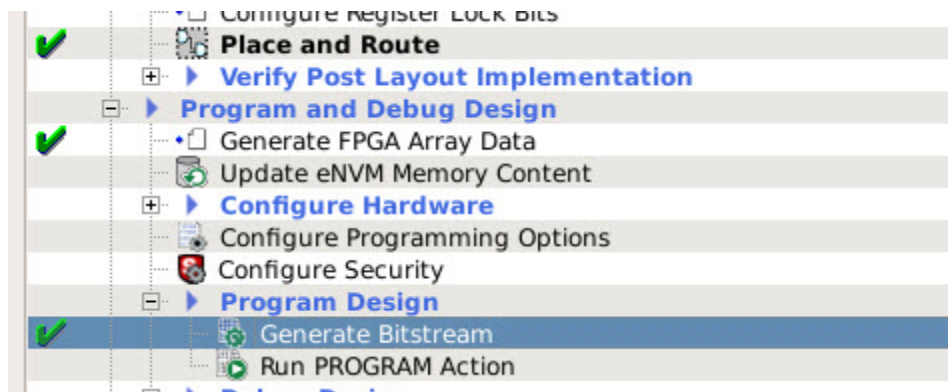 Configure Register Lock Bits
Place and Route
Verify Post Layout Implementation
Program and Debug Design
Generate FPGA Array Data
Update eNVM Memory Content
Configure Hardware
Configure Programming Options
Configure Security
Program Design
Generate Bitstream
Run PROGRAM Action